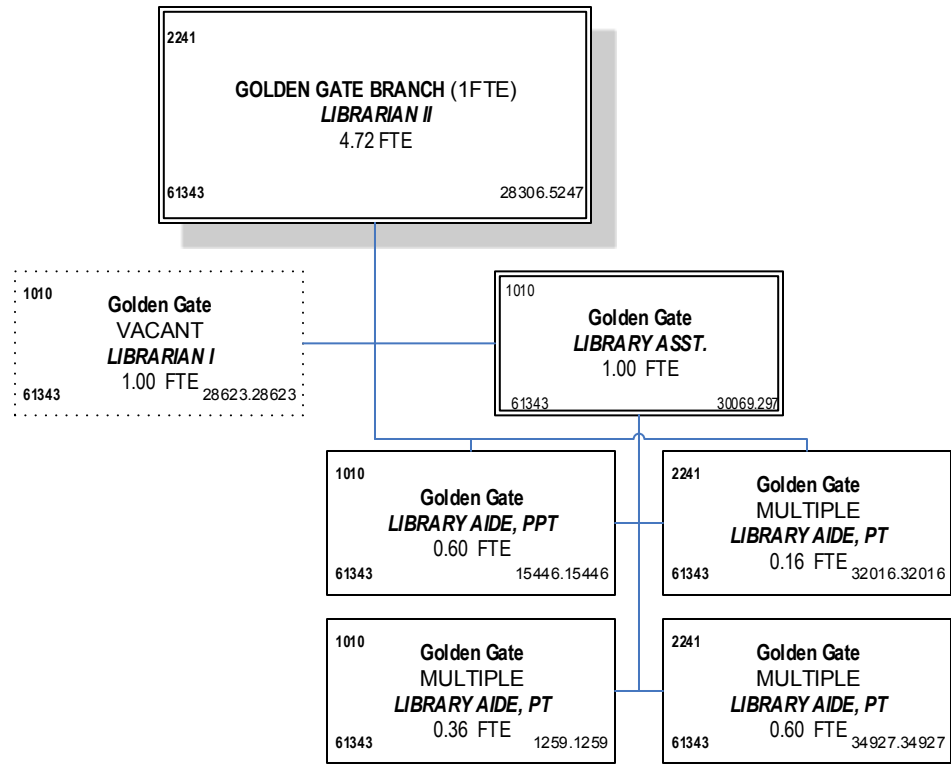 2241
GOLDEN GATE BRANCH (1FTE)
LIBRARIAN II
4.72 FTE
61343 28306.5247
1010
Golden Gate
VACANT
LIBRARIAN I
1.00 FTE
61343 28623.28623
1010
Golden Gate
LIBRARY ASST.
1.00 FTE
61343 30069.297
1010
Golden Gate
LIBRARY AIDE, PPT
0.60 FTE
61343 15446.15446
2241
Golden Gate
MULTIPLE
LIBRARY AIDE, PT
0.16 FTE
61343 32016.32016
1010
Golden Gate
MULTIPLE
LIBRARY AIDE, PT
0.36 FTE
61343 1259.1259
2241
Golden Gate
MULTIPLE
LIBRARY AIDE, PT
0.60 FTE
61343 34927.34927